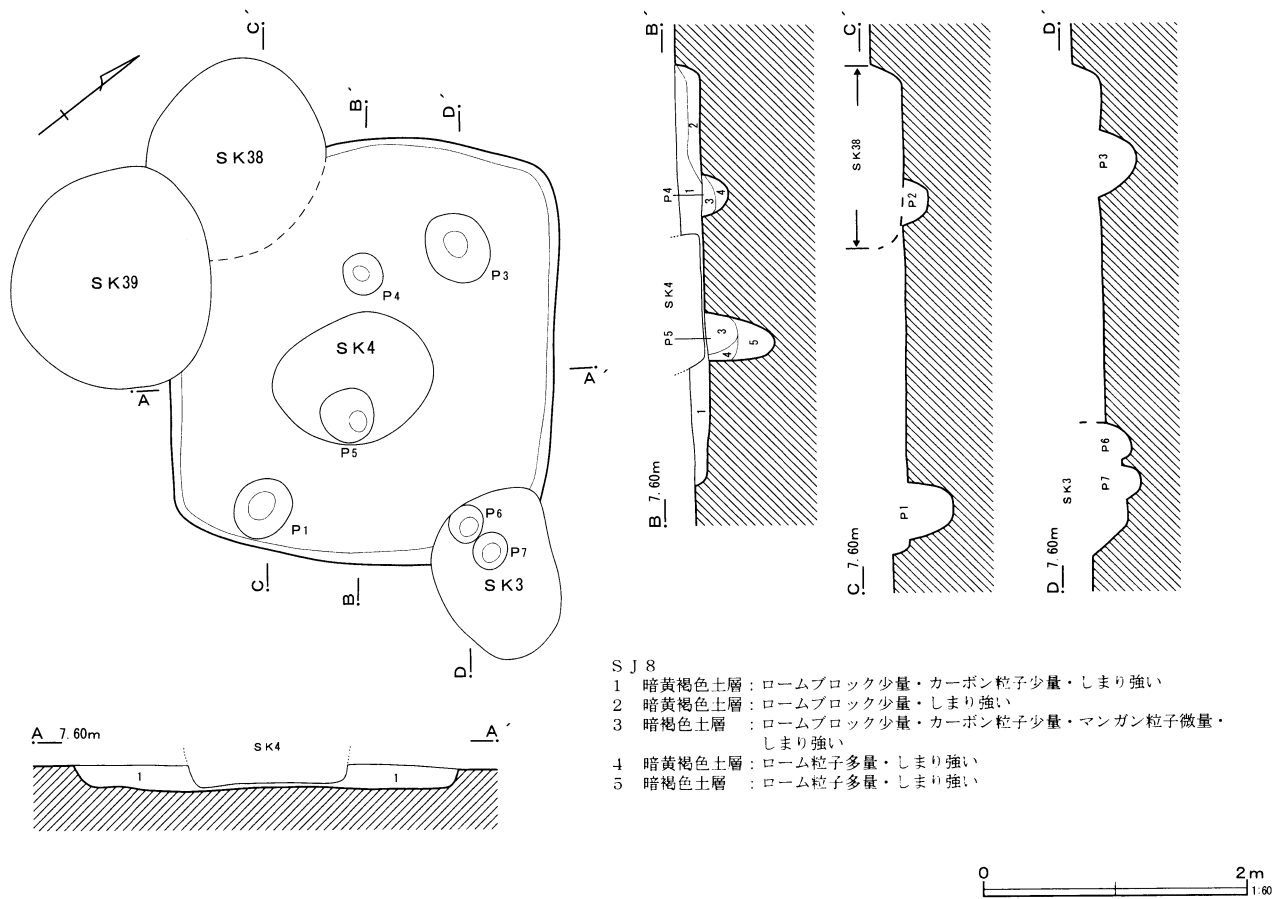 C´
B´
D´
SK38
SK39
P3
P4
SK4
A
A´
P5
P1
P6
P7
SK3
C
B
D
A 7.60m
A´
SK4
1
1
B´
2
P4
1
3
4
SK4
P5
3
4
5
1
B 7.60m
C´
SK38
P2
P1
C 7.60m
D´
P3
P6
P7
SK3
D 7.60m
SJ8
1 暗黄褐色土層：ロームブロック少量・カーボン粒子少量・しまり強い
2 暗黄褐色土層：ロームブロック少量・しまり強い
3 暗褐色土層 ：ロームブロック少量・カーボン粒子少量・マンガン粒子微量・
しまり強い
4 暗黄褐色土層：ローム粒子多量・しまり強い
5 暗褐色土層 ：ローム粒子多量・しまり強い
0 2m
1:60